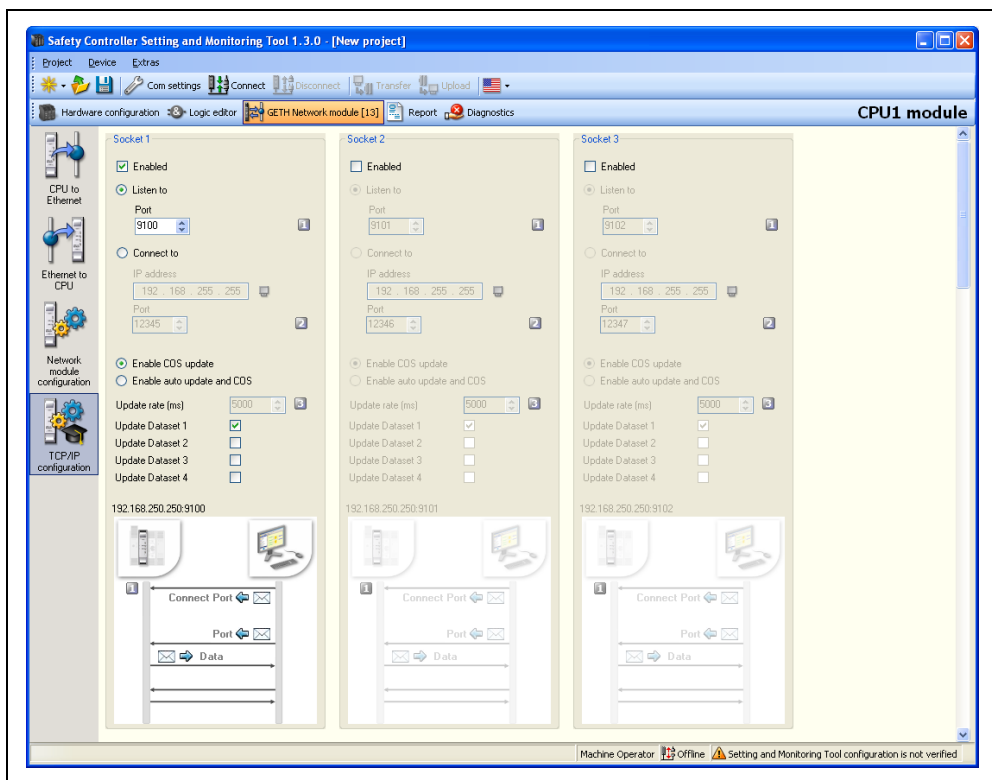 Safety Controller Setting and Monitoring Tool 1.3.0 - [New project]
Project Device Extras
Com settings Connect Disconnect Transfer Upload
Hardware configuration Logic editor GETH Network module [13] Report Diagnostics CPU1 module
CPU to
Ethernet
Ethernet to
CPU
Network
module
configuration
TCP/IP
configuration
Socket 1
Enabled
Listen to
Port
9100 1
Connect to
IP address
192 . 168 . 255 . 255
Port
12345 2
Enable COS update
Enable auto update and COS
Update rate (ms) 5000 3
Update Dataset 1
Update Dataset 2
Update Dataset 3
Update Dataset 4
192.168.250.250:9100
1
Connect Port
Port
Data
Socket 2
Enabled
Listen to
Port
9101 1
Connect to
IP address
192 . 168 . 255 . 255
Port
12346 2
Enable COS update
Enable auto update and COS
Update rate (ms) 5000 3
Update Dataset 1
Update Dataset 2
Update Dataset 3
Update Dataset 4
192.168.250.250:9101
1
Connect Port
Port
Data
Socket 3
Enabled
Listen to
Port
9102 1
Connect to
IP address
192 . 168 . 255 . 255
Port
12347 2
Enable COS update
Enable auto update and COS
Update rate (ms) 5000 3
Update Dataset 1
Update Dataset 2
Update Dataset 3
Update Dataset 4
192.168.250.250:9102
1
Connect Port
Port
Data
Machine Operator Offline Setting and Monitoring Tool configuration is not verified